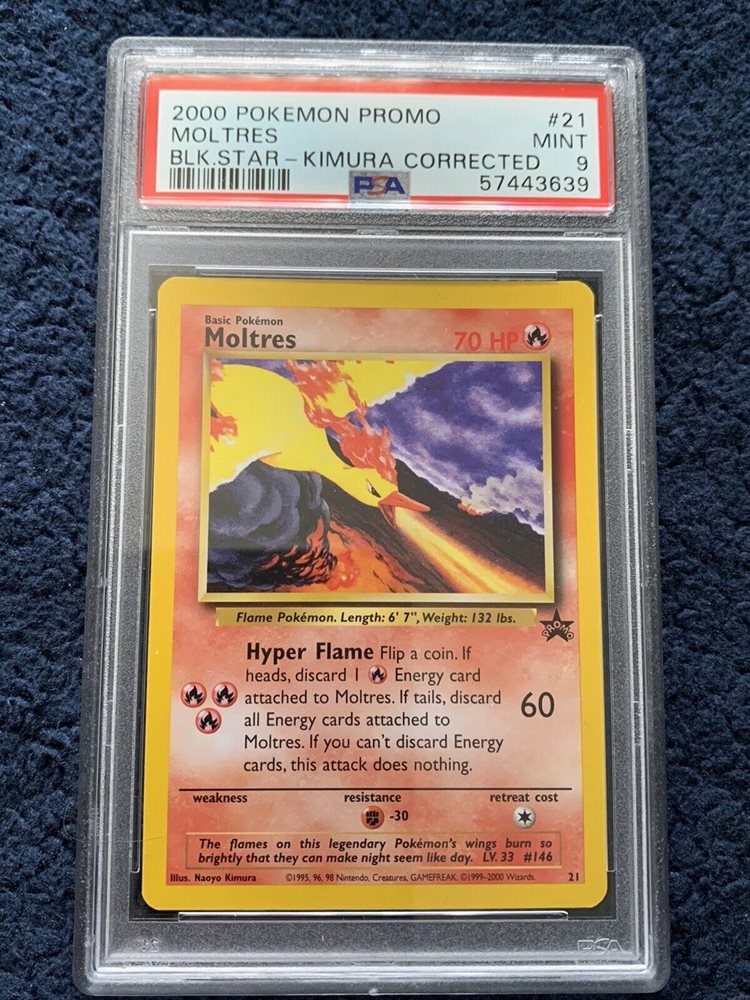 2000 POKEMON PROMO #21
MOLTRES MINT
BLK.STAR - KIMURA CORRECTED 9
PSA 57443639
Basic Pokémon
Moltres 70 HP
Flame Pokémon. Length: 6' 7", Weight: 132 lbs.
PROMO
Hyper Flame Flip a coin. If
heads, discard 1 Energy card
attached to Moltres. If tails, discard
all Energy cards attached to
Moltres. If you can't discard Energy
cards, this attack does nothing.
60
weakness resistance retreat cost
-30
The flames on this legendary Pokémon's wings burn so
brightly that they can make night seem like day. LV. 33 #146
Illus. Naoyo Kimura ©1995, 96, 98 Nintendo, Creatures, GAMEFREAK. ©1999-2000 Wizards. 21
PSA